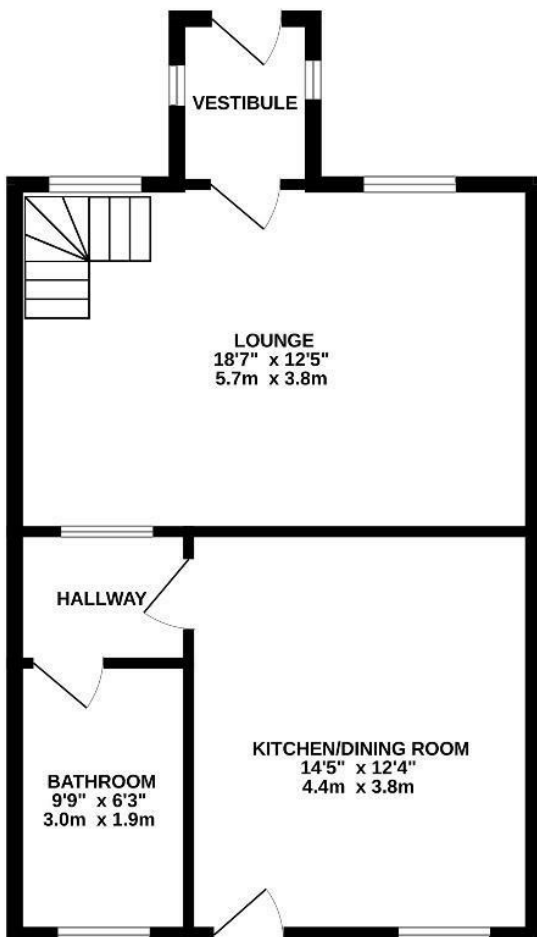 VESTIBULE
LOUNGE
18'7" x 12'5"
5.7m x 3.8m
HALLWAY
KITCHEN/DINING ROOM
14'5" x 12'4"
4.4m x 3.8m
BATHROOM
9'9" x 6'3"
3.0m x 1.9m